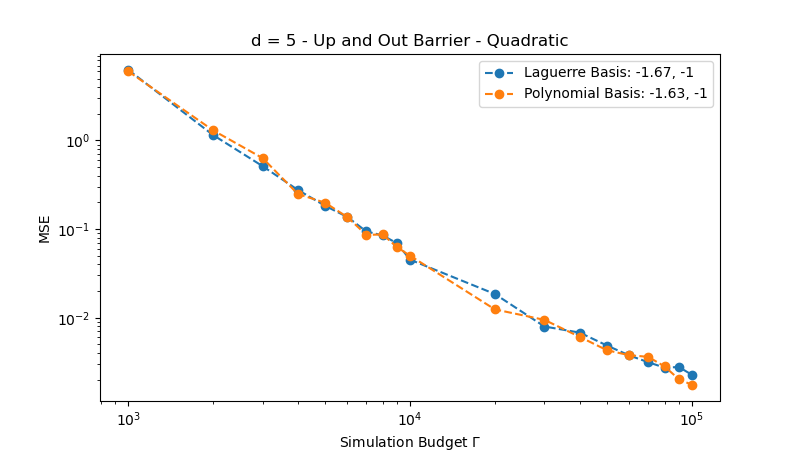 d = 5 - Up and Out Barrier - Quadratic
Laguerre Basis: -1.67, -1
Polynomial Basis: -1.63, -1
MSE
10⁰
10⁻¹
10⁻²
10³
10⁴
10⁵
Simulation Budget Γ